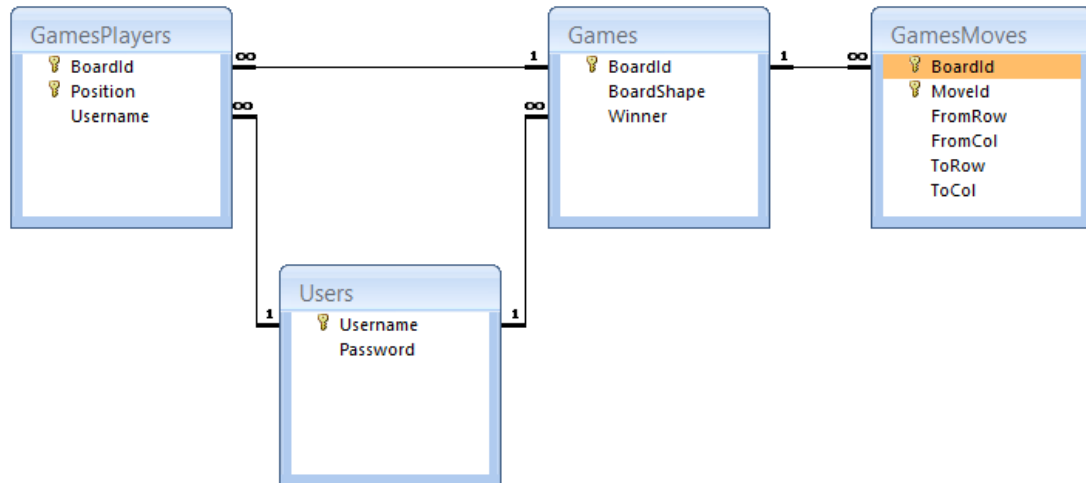 GamesPlayers
BoardId
Position
Username
∞
∞
1
Games
BoardId
BoardShape
Winner
1
∞
1
∞
GamesMoves
BoardId
MoveId
FromRow
FromCol
ToRow
ToCol
Users
Username
Password
1
1